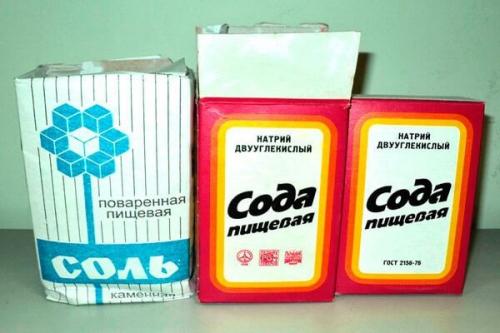 поваренная
пищевая
СОЛЬ
каменная
НАТРИЙ
ДВУУГЛЕКИСЛЫЙ
Сода
пищевая
НАТРИЙ
ДВУУГЛЕКИСЛЫЙ
Сода
пищевая
ГОСТ 2156-76